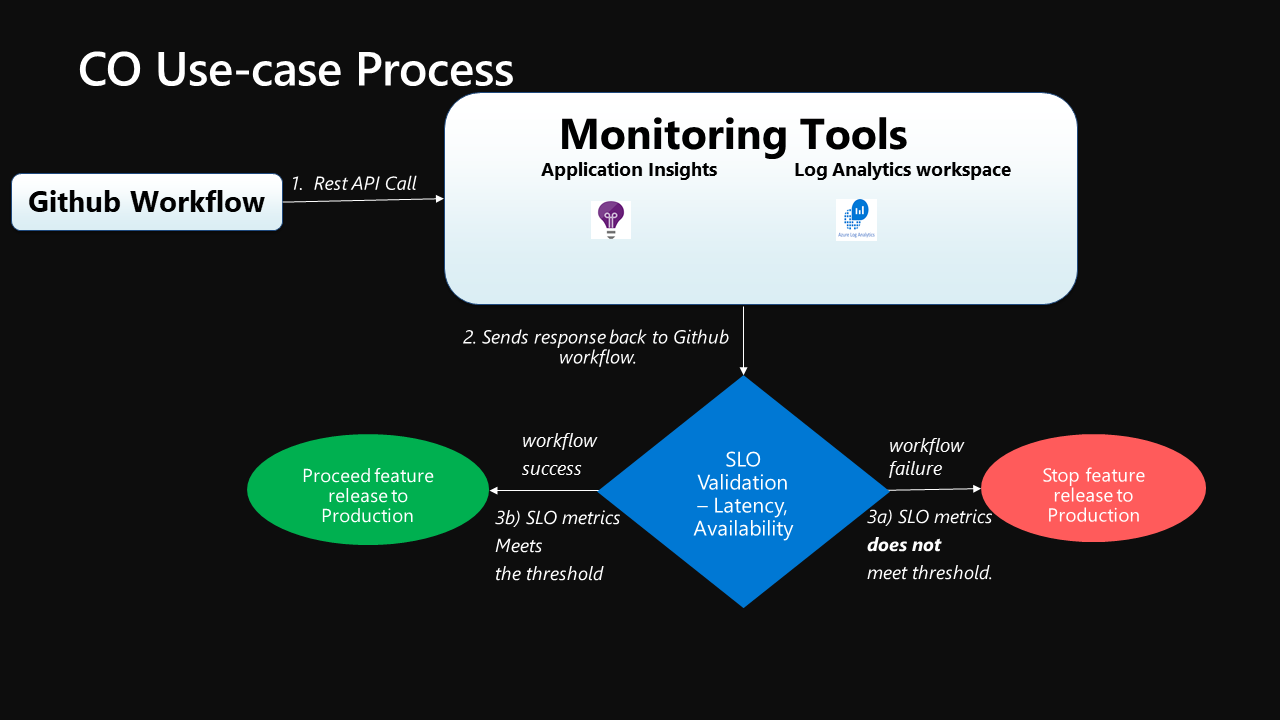 CO Use-case Process
Monitoring Tools
Application Insights
Log Analytics workspace
Github Workflow
1. Rest API Call
Azure Log Analytics
2. Sends response back to Github
workflow.
workflow
success
workflow
failure
Proceed feature
release to
Production
SLO
Validation
– Latency,
Availability
Stop feature
release to
Production
3b) SLO metrics
Meets
the threshold
3a) SLO metrics
does not
meet threshold.